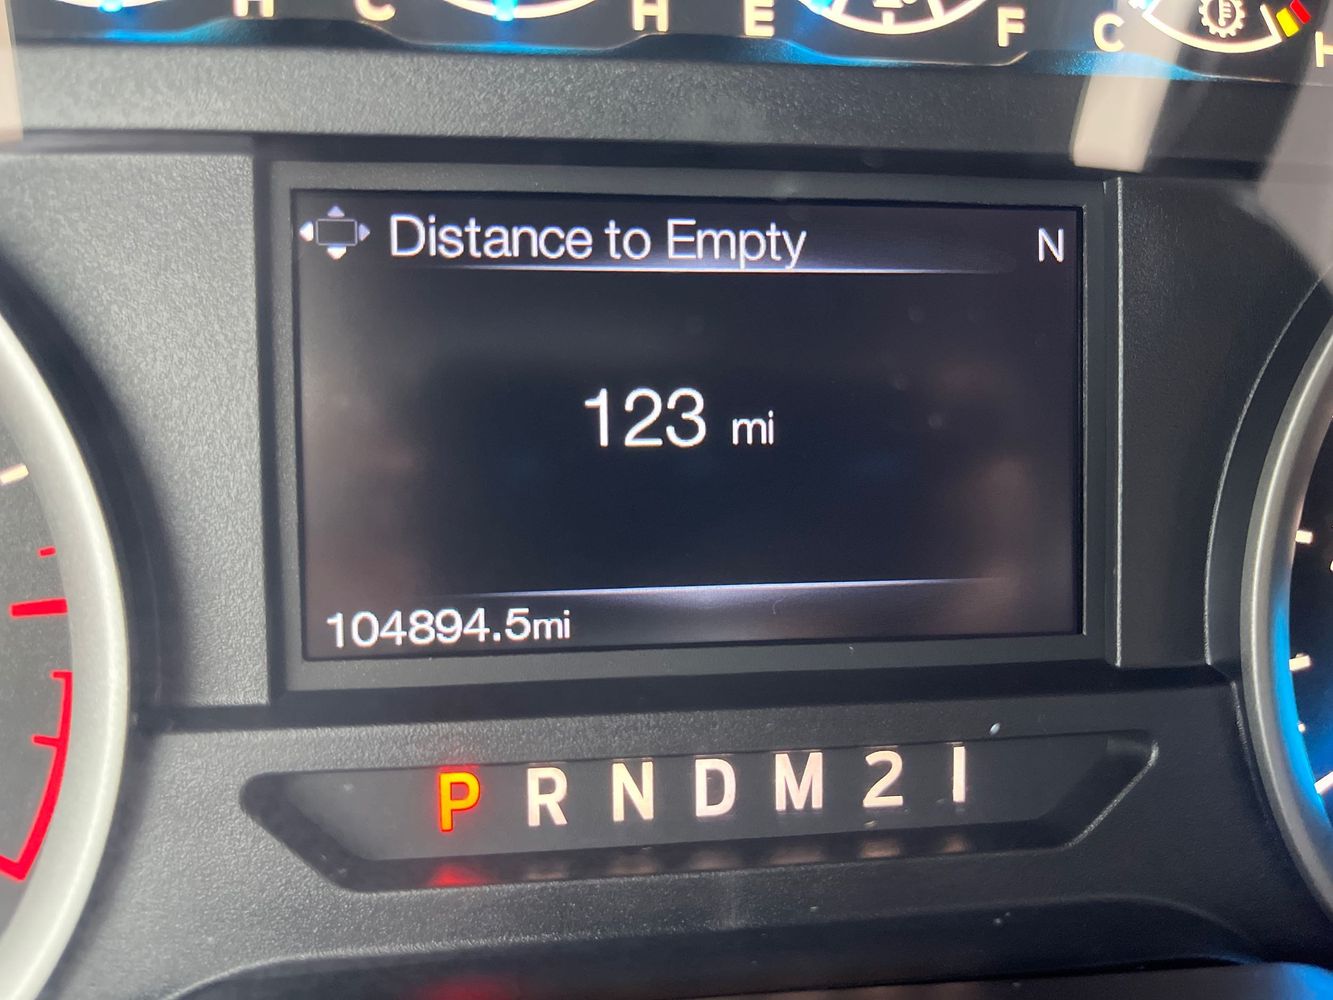 H C H E F C H
Distance to Empty N
123 mi
104894.5mi
P R N D M 2 1